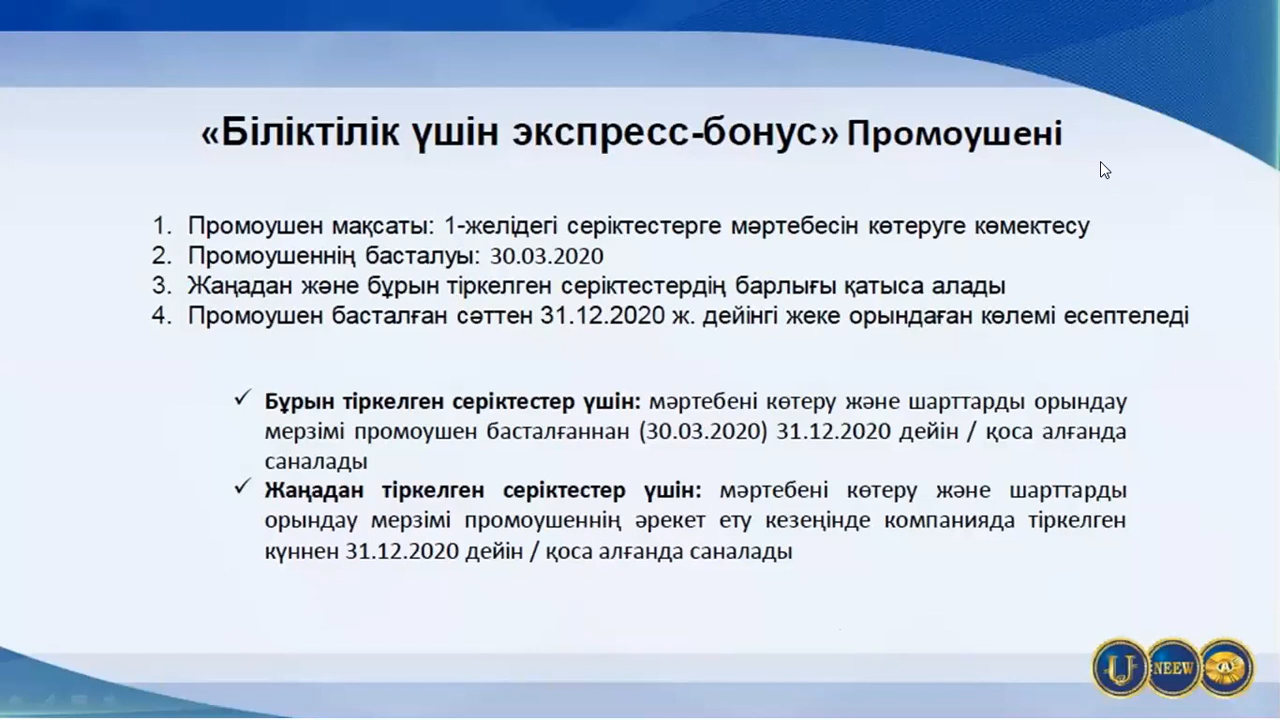 «Біліктілік үшін экспресс-бонус» Промоушені
1. Промоушен мақсаты: 1-желідегі серіктестерге мәртебесін көтеруге көмектесу
2. Промоушеннің басталуы: 30.03.2020
3. Жаңадан және бұрын тіркелген серіктестердің барлығы қатыса алады
4. Промоушен басталған сәттен 31.12.2020 ж. дейінгі жеке орындаған көлемі есептеледі
✓ Бұрын тіркелген серіктестер үшін: мәртебені көтеру және шарттарды орындау
мерзімі промоушен басталғаннан (30.03.2020) 31.12.2020 дейін / қоса алғанда
саналады
✓ Жаңадан тіркелген серіктестер үшін: мәртебені көтеру және шарттарды
орындау мерзімі промоушеннің әрекет ету кезеңінде компанияда тіркелген
күннен 31.12.2020 дейін / қоса алғанда саналады
U NEEW A